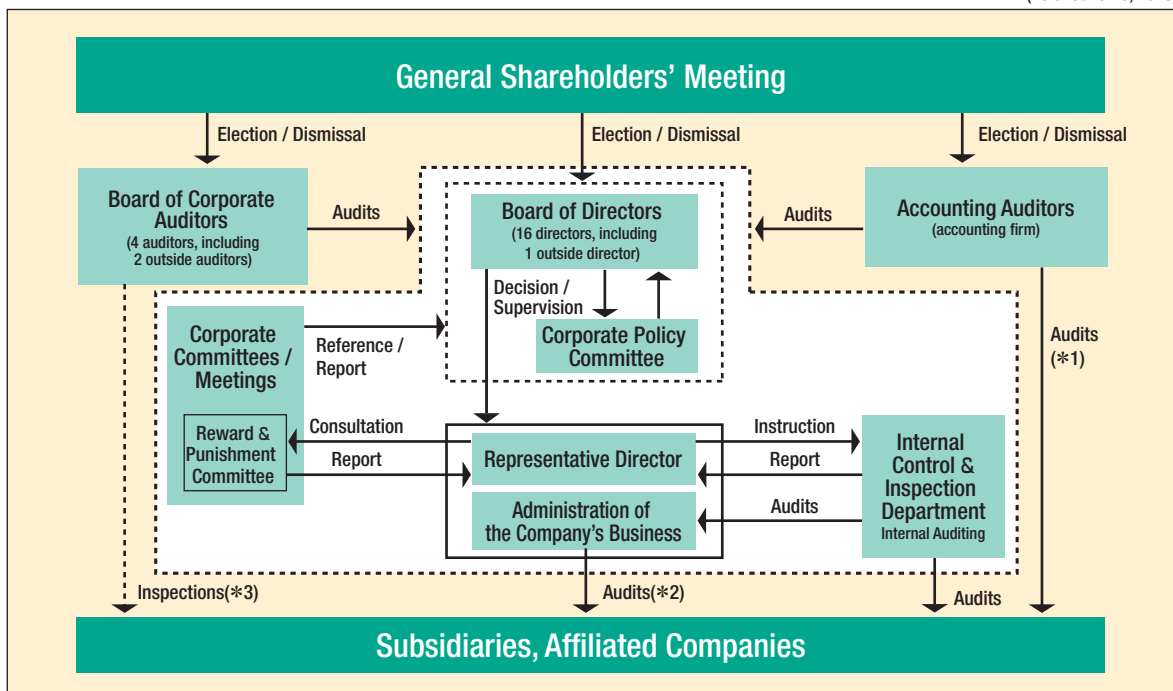 General Shareholders' Meeting
Election / Dismissal
Election / Dismissal
Election / Dismissal
Board of Corporate
Auditors
(4 auditors, including
2 outside auditors)
Audits
Board of Directors
(16 directors, including
1 outside director)
Audits
Accounting Auditors
(accounting firm)
Decision /
Supervision
Corporate Policy
Committee
Corporate
Committees /
Meetings
Reference /
Report
Audits
(*1)
Reward &
Punishment
Committee
Consultation
Report
Representative Director
Instruction
Report
Internal
Control &
Inspection
Department
Internal Auditing
Administration of
the Company's Business
Audits
Inspections(*3)
Audits(*2)
Audits
Subsidiaries, Affiliated Companies